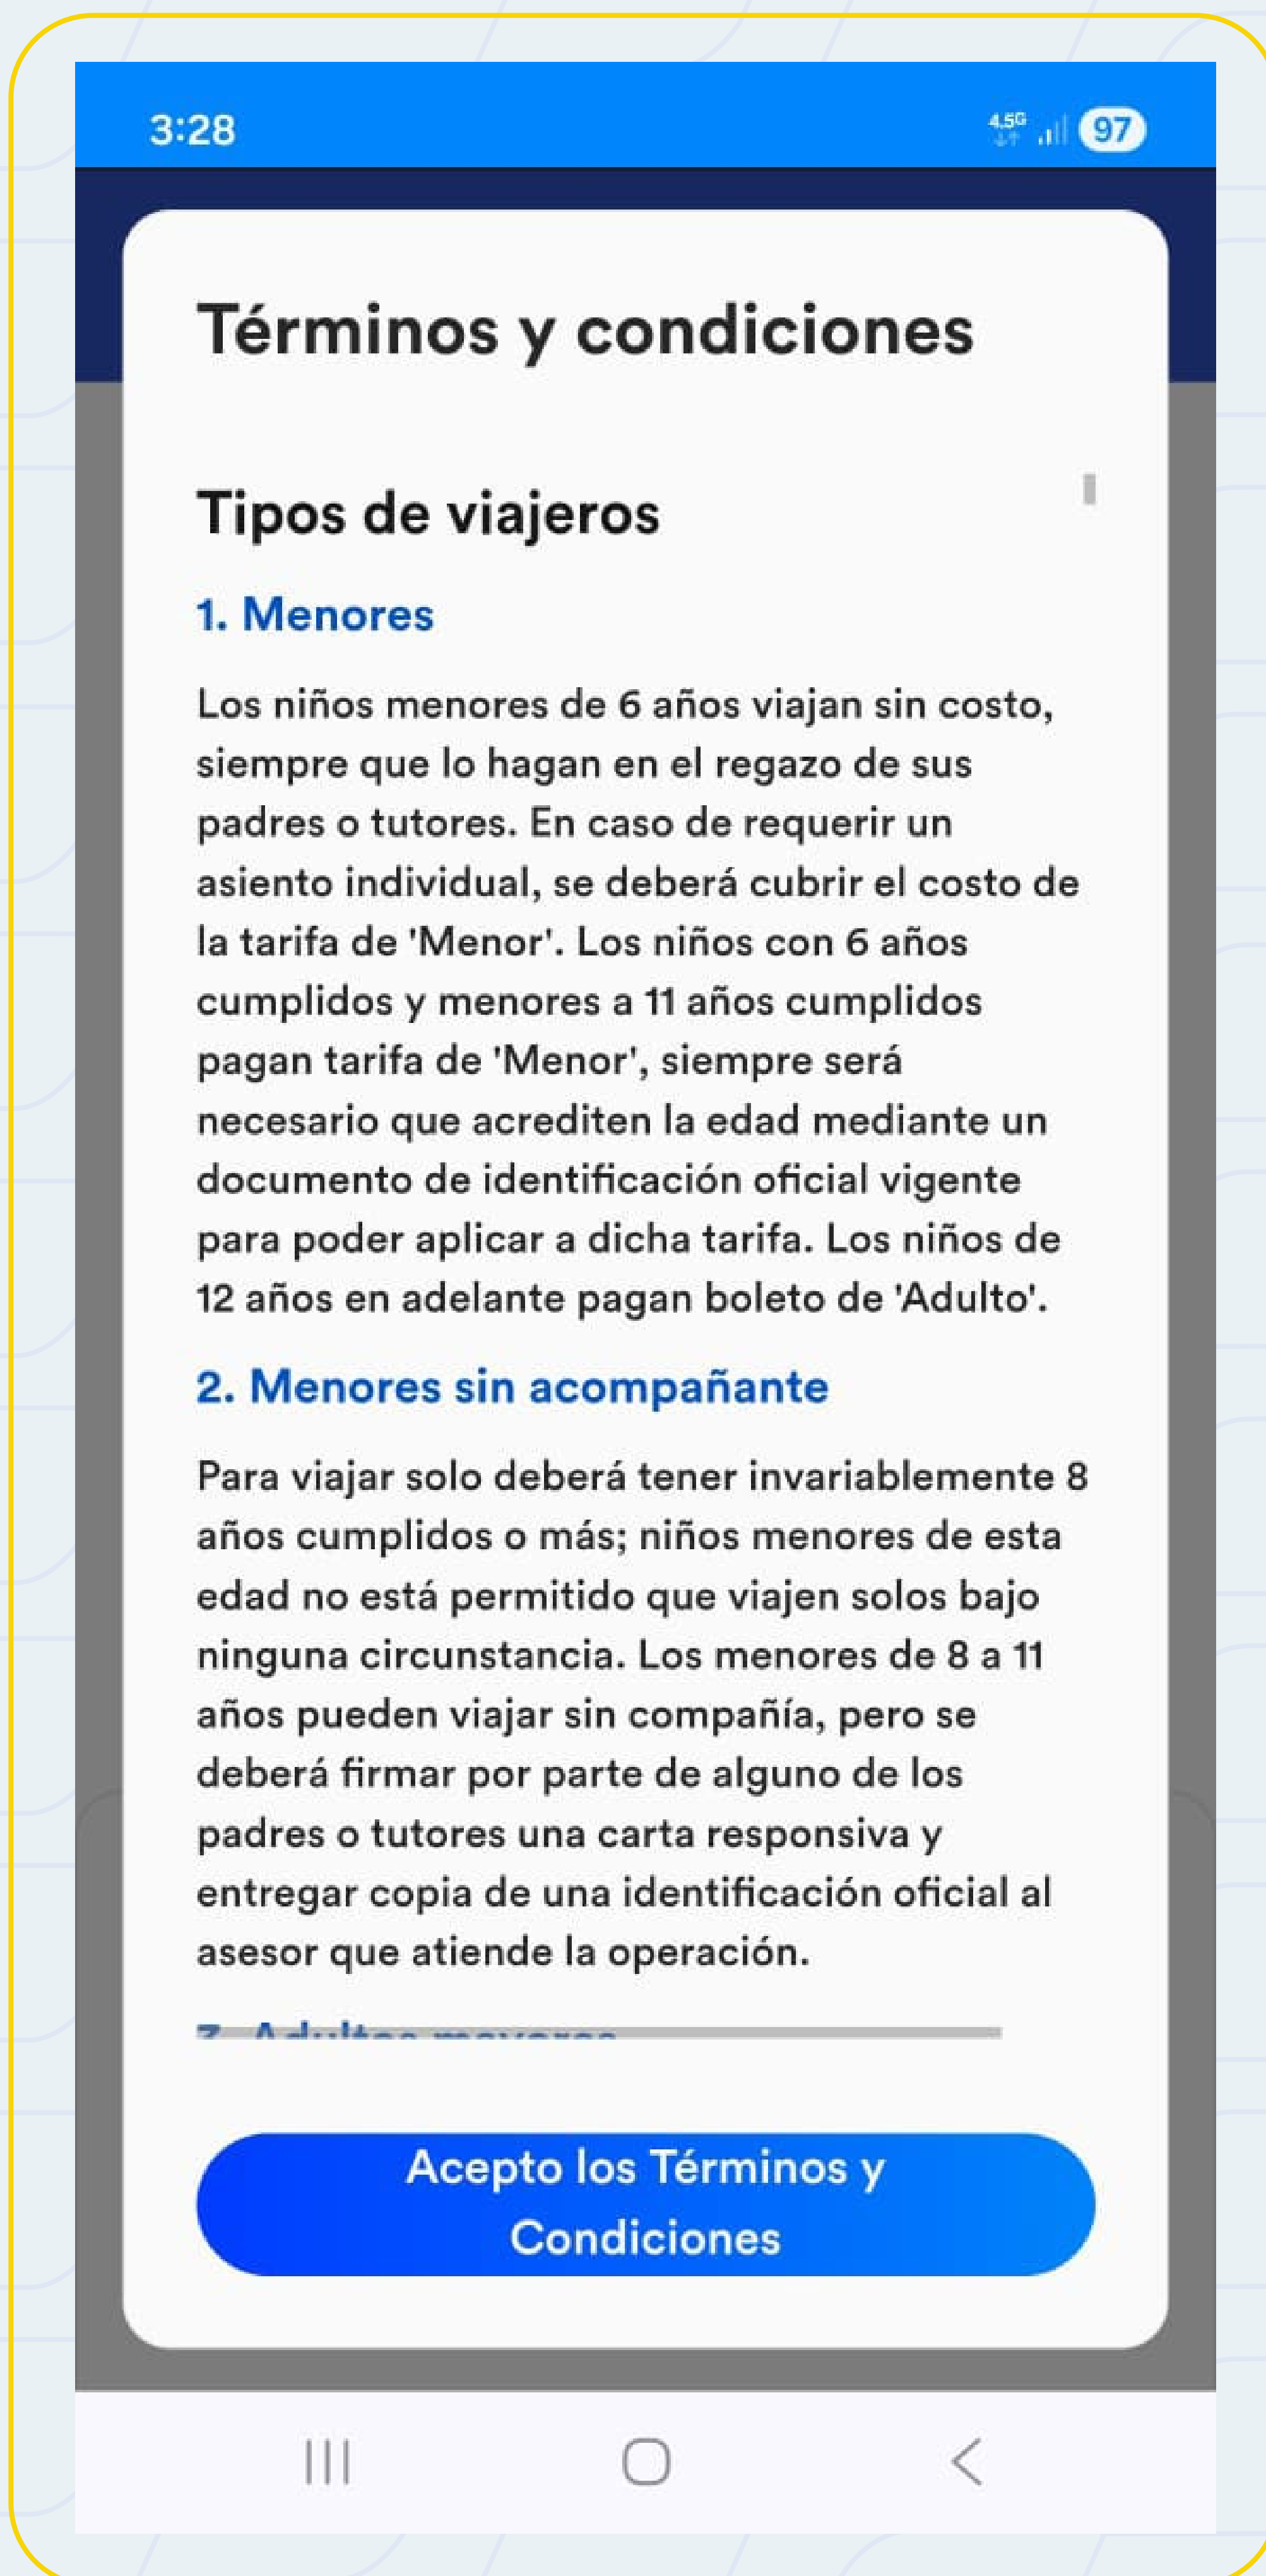 3:28
4.5G
97
Términos y condiciones
Tipos de viajeros
1. Menores
Los niños menores de 6 años viajan sin costo,
siempre que lo hagan en el regazo de sus
padres o tutores. En caso de requerir un
asiento individual, se deberá cubrir el costo de
la tarifa de 'Menor'. Los niños con 6 años
cumplidos y menores a 11 años cumplidos
pagan tarifa de 'Menor', siempre será
necesario que acrediten la edad mediante un
documento de identificación oficial vigente
para poder aplicar a dicha tarifa. Los niños de
12 años en adelante pagan boleto de 'Adulto'.
2. Menores sin acompañante
Para viajar solo deberá tener invariablemente 8
años cumplidos o más; niños menores de esta
edad no está permitido que viajen solos bajo
ninguna circunstancia. Los menores de 8 a 11
años pueden viajar sin compañía, pero se
deberá firmar por parte de alguno de los
padres o tutores una carta responsiva y
entregar copia de una identificación oficial al
asesor que atiende la operación.
3. Adultos mayores
Acepto los Términos y
Condiciones